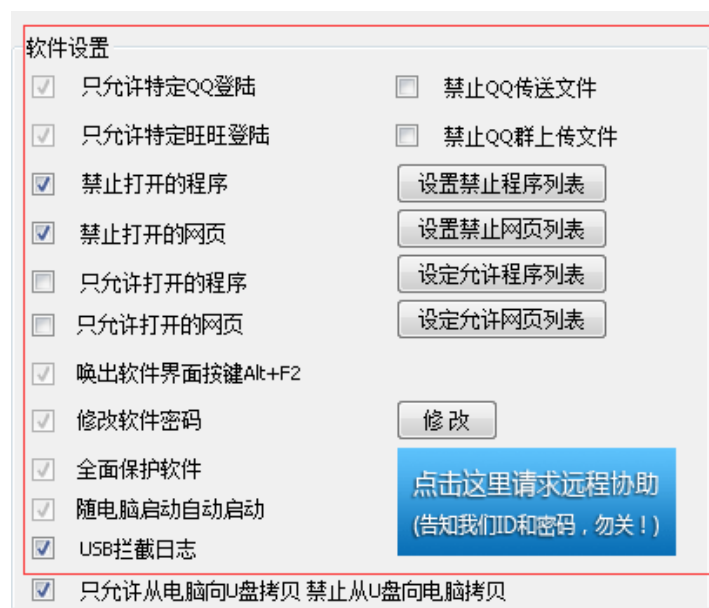 软件设置
只允许特定QQ登陆 禁止QQ传送文件
只允许特定旺旺登陆 禁止QQ群上传文件
禁止打开的程序 设置禁止程序列表
禁止打开的网页 设置禁止网页列表
只允许打开的程序 设定允许程序列表
只允许打开的网页 设定允许网页列表
唤出软件界面按键Alt+F2
修改软件密码 修改
全面保护软件
点击这里请求远程协助
随电脑启动自动启动
(告知我们ID和密码，勿关！)
USB拦截日志
只允许从电脑向U盘拷贝 禁止从U盘向电脑拷贝